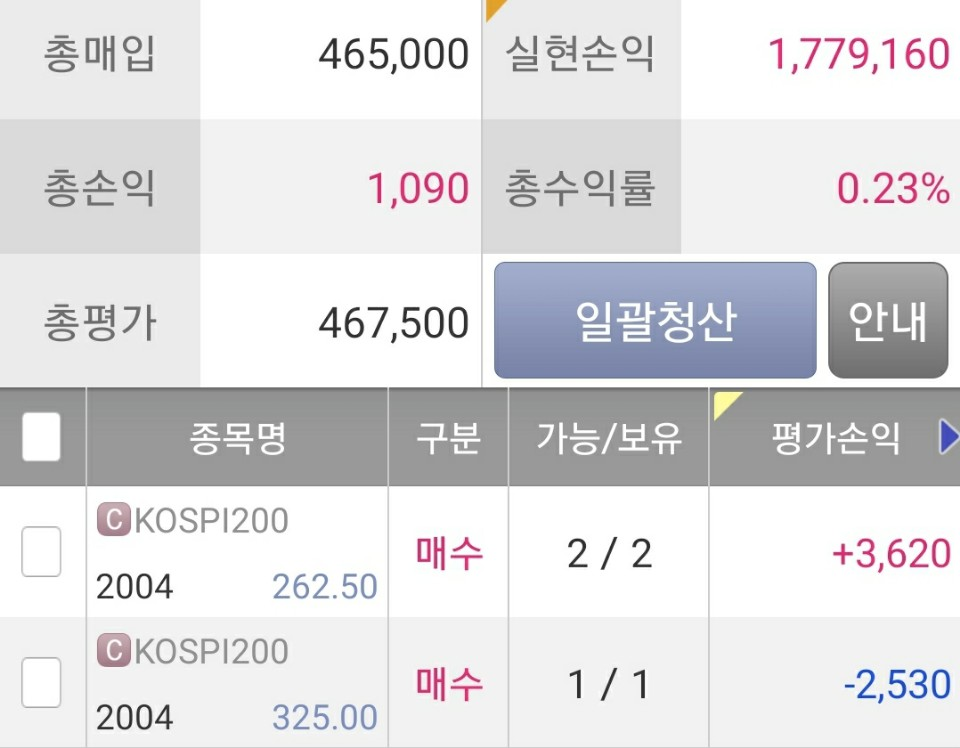 총매입 465,000 실현손익 1,779,160
총손익 1,090 총수익률 0.23%
총평가 467,500 일괄청산 안내
종목명 구분 가능/보유 평가손익
C KOSPI200 매수 2 / 2 +3,620
2004 262.50
C KOSPI200 매수 1 / 1 -2,530
2004 325.00